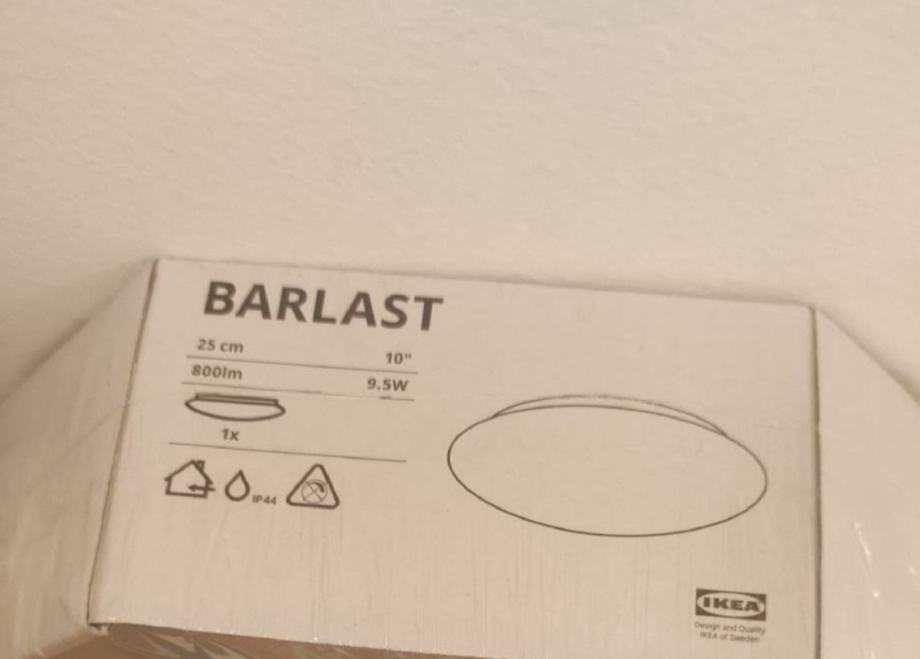 BARLAST
25 cm 10"
800lm 9.5W
1x
IP44
IKEA
Design and Quality
IKEA of Sweden